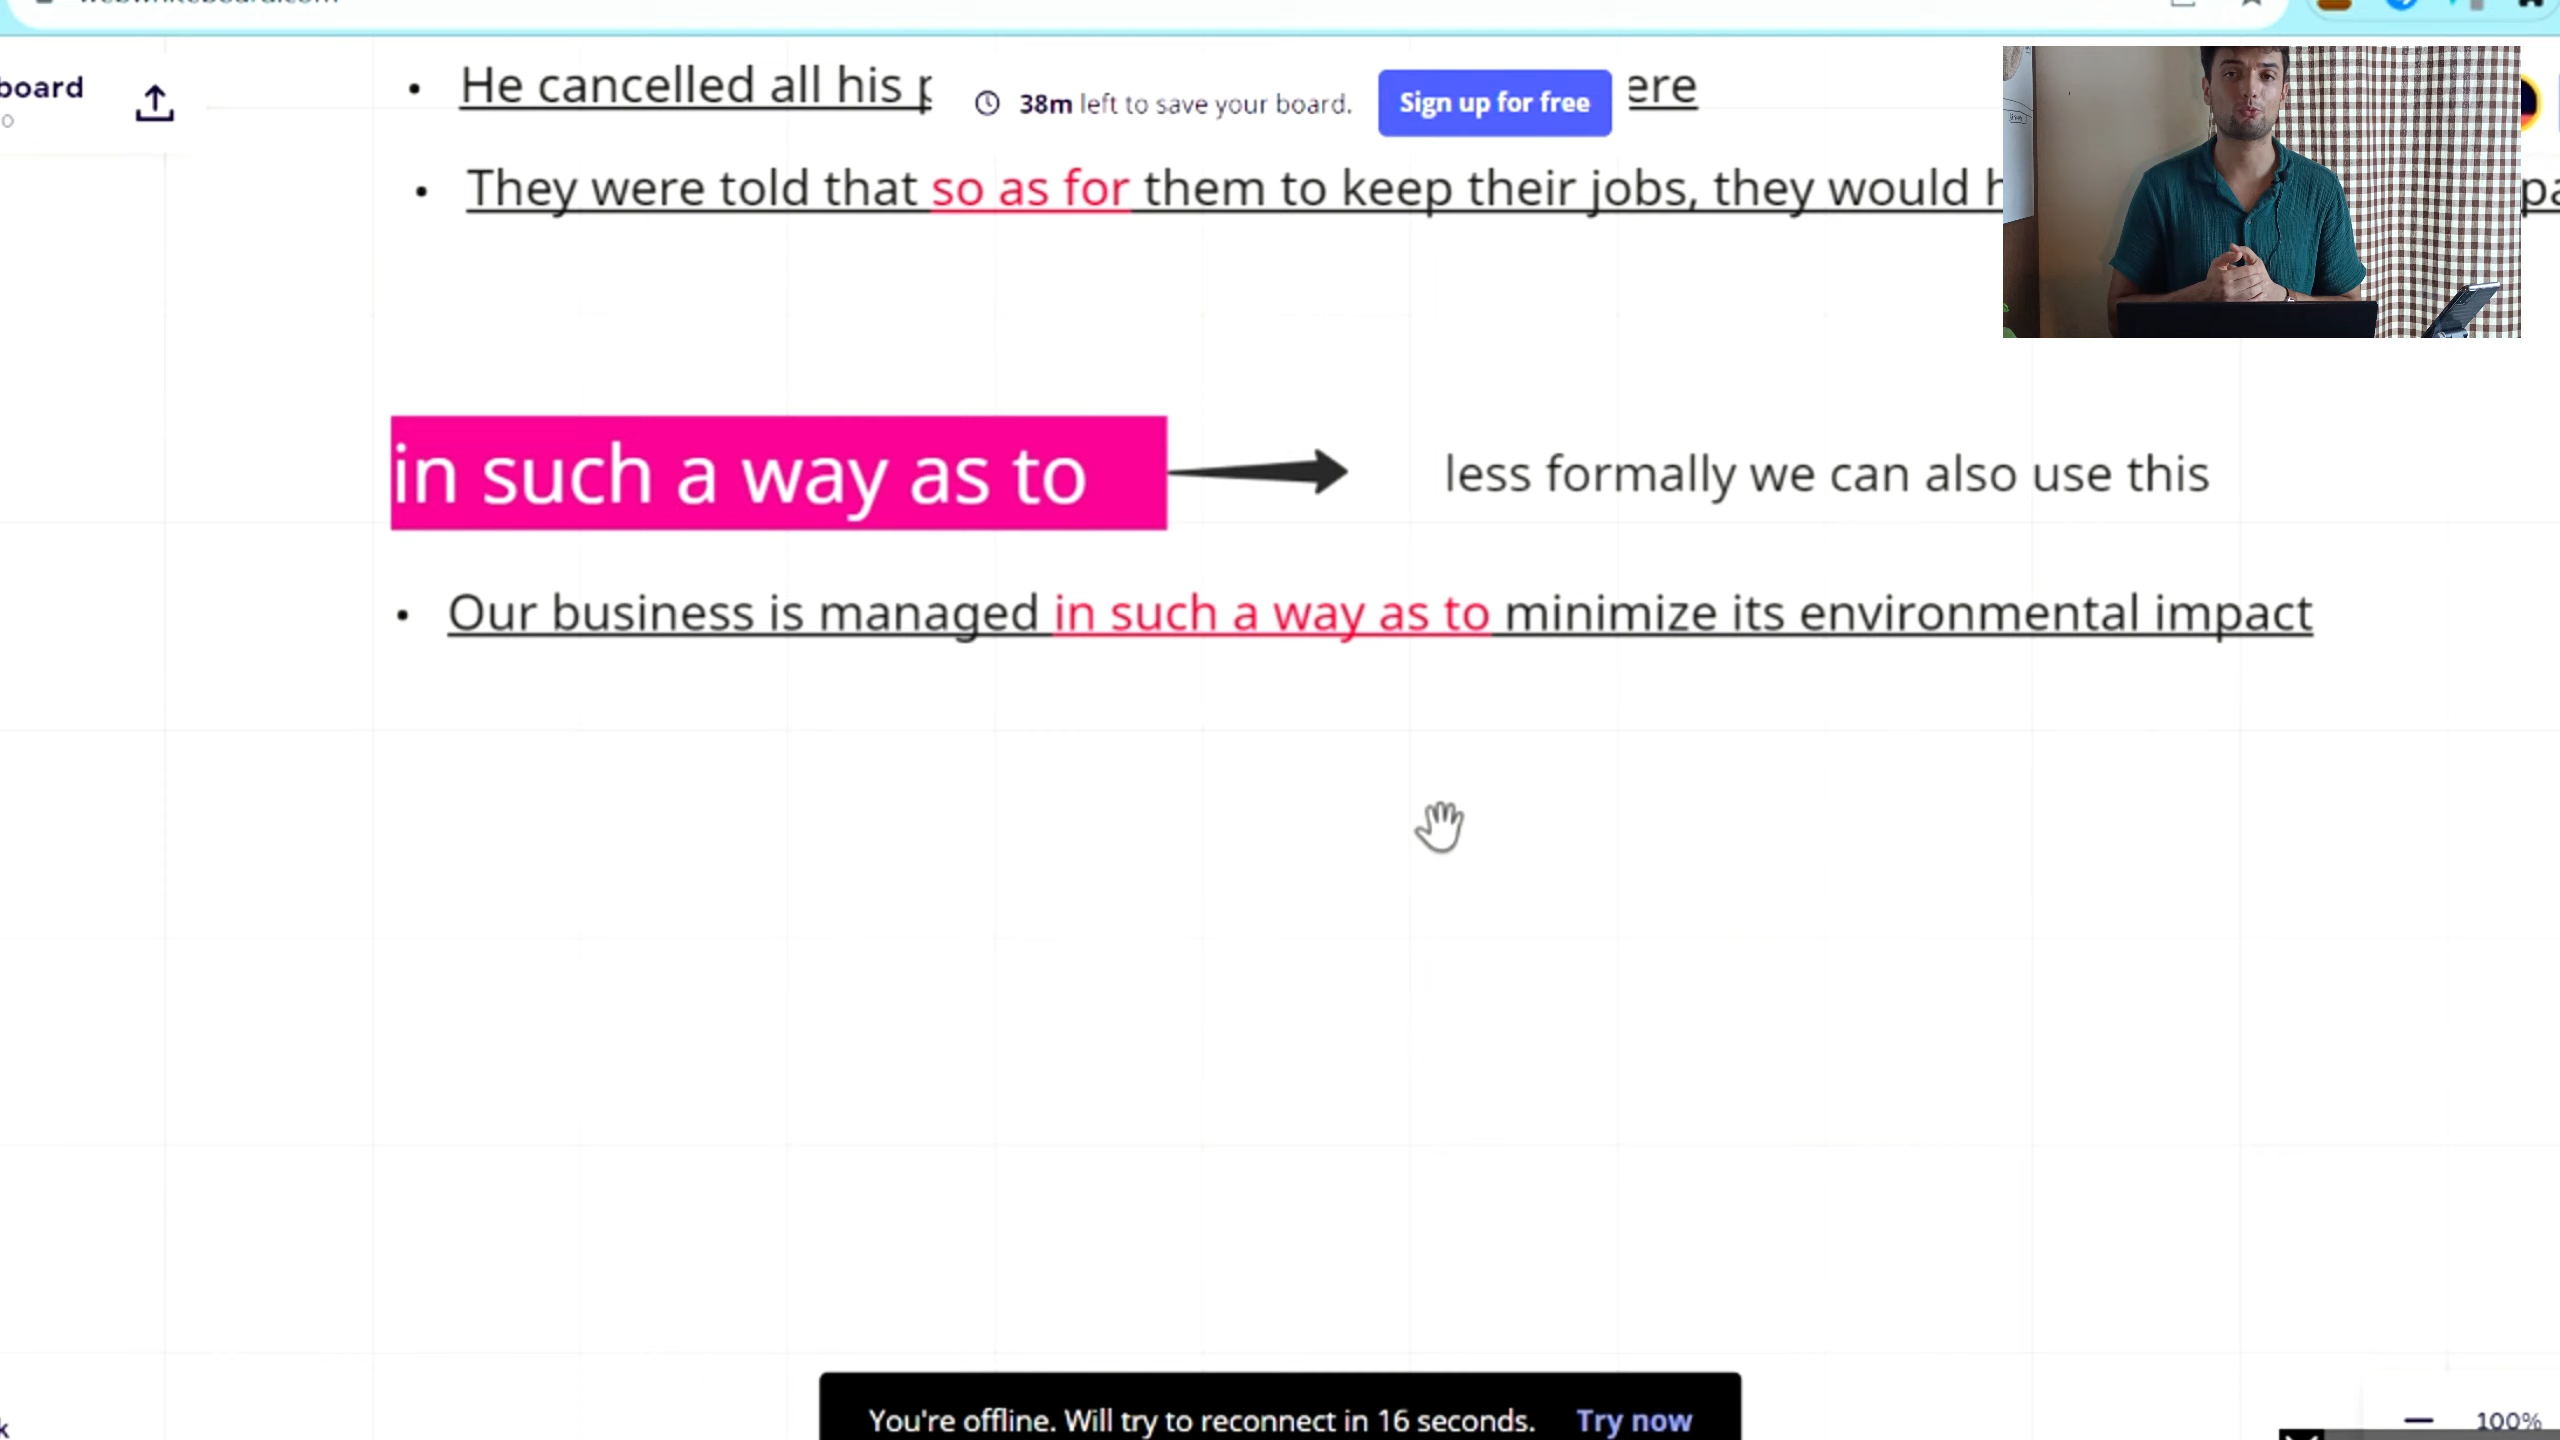 board
He cancelled all his
38m left to save your board.
Sign up for free
ere
They were told that so as for them to keep their jobs, they would h
pa
in such a way as to
less formally we can also use this
Our business is managed in such a way as to minimize its environmental impact
You're offline. Will try to reconnect in 16 seconds. Try now
100%